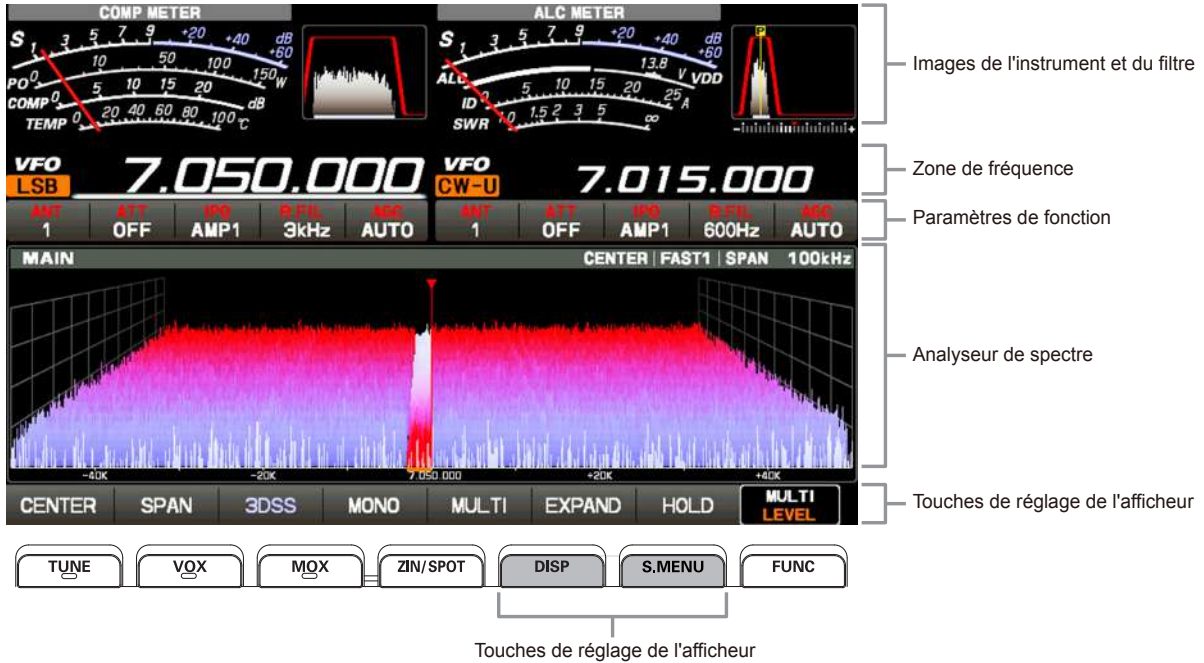 COMP METER
S 1 3 5 7 9 +20 +40 +60 dB
PO 0 10 50 100 150 W
COMP 0 5 10 15 20 dB
TEMP 0 20 40 60 80 100 °C
ALC METER
S 1 3 5 7 9 +20 +40 +60 dB
ALC 13.8 V VDD
ID 0 5 10 15 20 25 A
SWR 1.0 1.5 2 3 5 ∞
P
- +
Images de l'instrument et du filtre
VFO
LSB
7.050.000
VFO
CW-U
7.015.000
Zone de fréquence
ANT ATT IPO R.FIL AGC ANT ATT IPO R.FIL AGC
1 OFF AMP1 3kHz AUTO 1 OFF AMP1 600Hz AUTO
Paramètres de fonction
MAIN CENTER | FAST1 | SPAN 100kHz
Analyseur de spectre
-40K -20K 7.050.000 +20K +40K
CENTER SPAN 3DSS MONO MULTI EXPAND HOLD MULTI
LEVEL
Touches de réglage de l'afficheur
TUNE VOX MOX ZIN/SPOT DISP S.MENU FUNC
Touches de réglage de l'afficheur